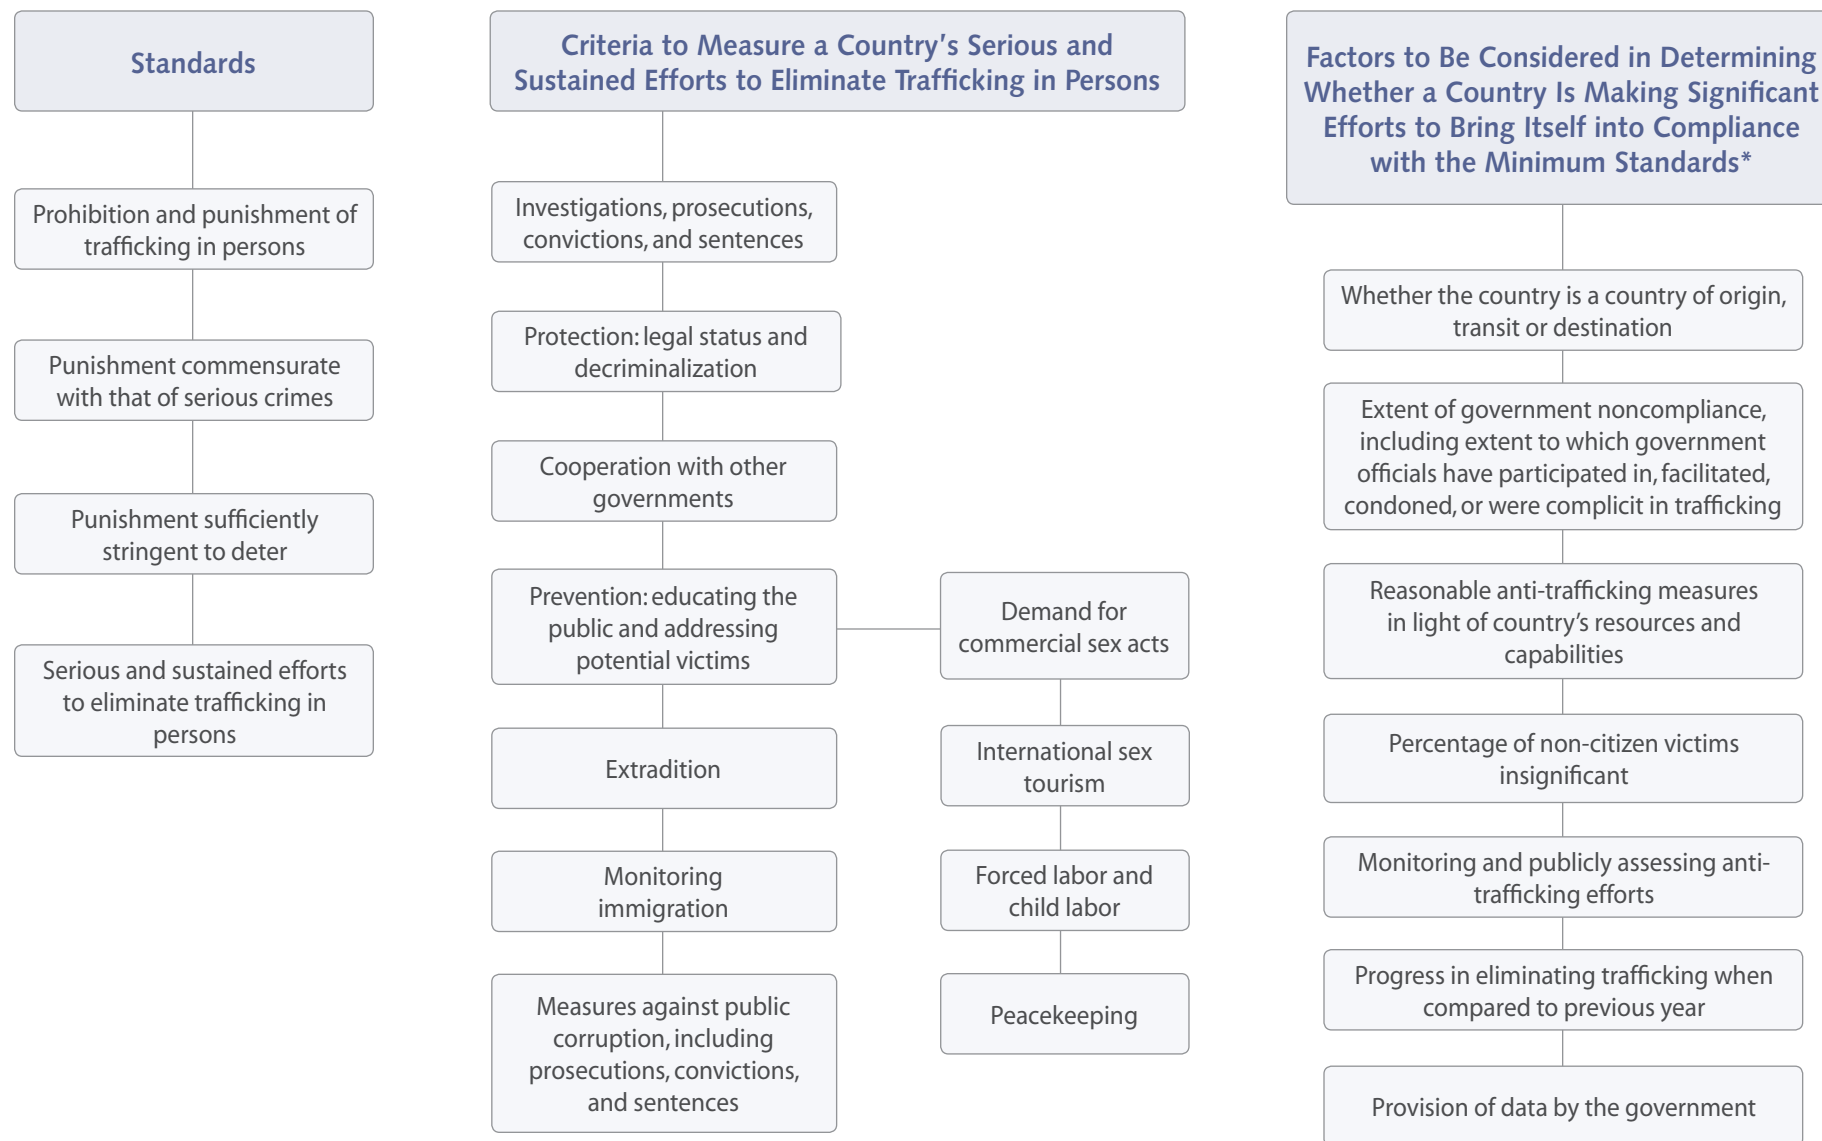 Standards
Prohibition and punishment of
trafficking in persons
Punishment commensurate
with that of serious crimes
Punishment sufficiently
stringent to deter
Serious and sustained efforts
to eliminate trafficking in
persons
Criteria to Measure a Country's Serious and
Sustained Efforts to Eliminate Trafficking in Persons
Investigations, prosecutions,
convictions, and sentences
Protection: legal status and
decriminalization
Cooperation with other
governments
Prevention: educating the
public and addressing
potential victims
Extradition
Monitoring
immigration
Measures against public
corruption, including
prosecutions, convictions,
and sentences
Demand for
commercial sex acts
International sex
tourism
Forced labor and
child labor
Peacekeeping
Factors to Be Considered in Determining
Whether a Country Is Making Significant
Efforts to Bring Itself into Compliance
with the Minimum Standards*
Whether the country is a country of origin,
transit or destination
Extent of government noncompliance,
including extent to which government
officials have participated in, facilitated,
condoned, or were complicit in trafficking
Reasonable anti-trafficking measures
in light of country's resources and
capabilities
Percentage of non-citizen victims
insignificant
Monitoring and publicly assessing anti-
trafficking efforts
Progress in eliminating trafficking when
compared to previous year
Provision of data by the government